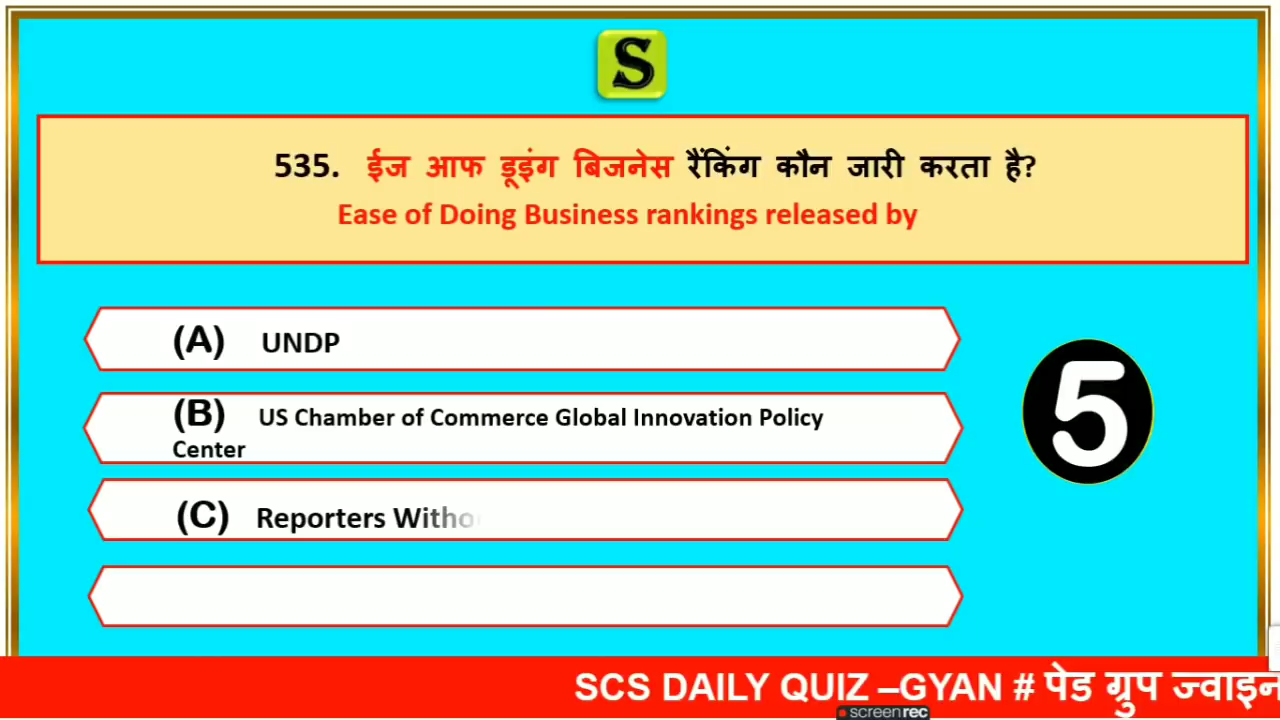 S
535. ईज आफ डूइंग बिजनेस रैंकिंग कौन जारी करता है?
Ease of Doing Business rankings released by
(A) UNDP
(B) US Chamber of Commerce Global Innovation Policy
Center
(C) Reporters
5
SCS DAILY QUIZ –GYAN # पेड ग्रुप ज्वाइन
screenrec